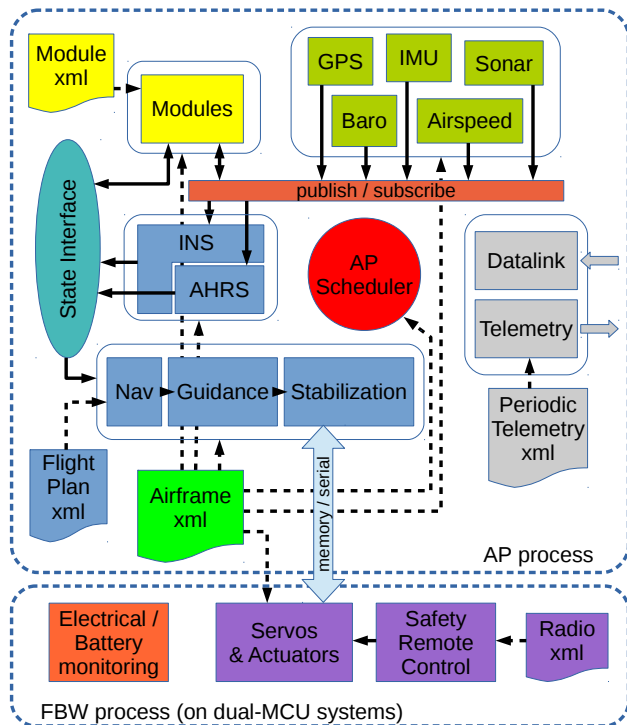 Module
xml
Modules
GPS
IMU
Sonar
Baro
Airspeed
publish / subscribe
State Interface
INS
AHRS
AP
Scheduler
Datalink
Telemetry
Nav
Guidance
Stabilization
Periodic
Telemetry
xml
Flight
Plan
xml
Airframe
xml
memory / serial
AP process
Electrical /
Battery
monitoring
Servos
& Actuators
Safety
Remote
Control
Radio
xml
FBW process (on dual-MCU systems)